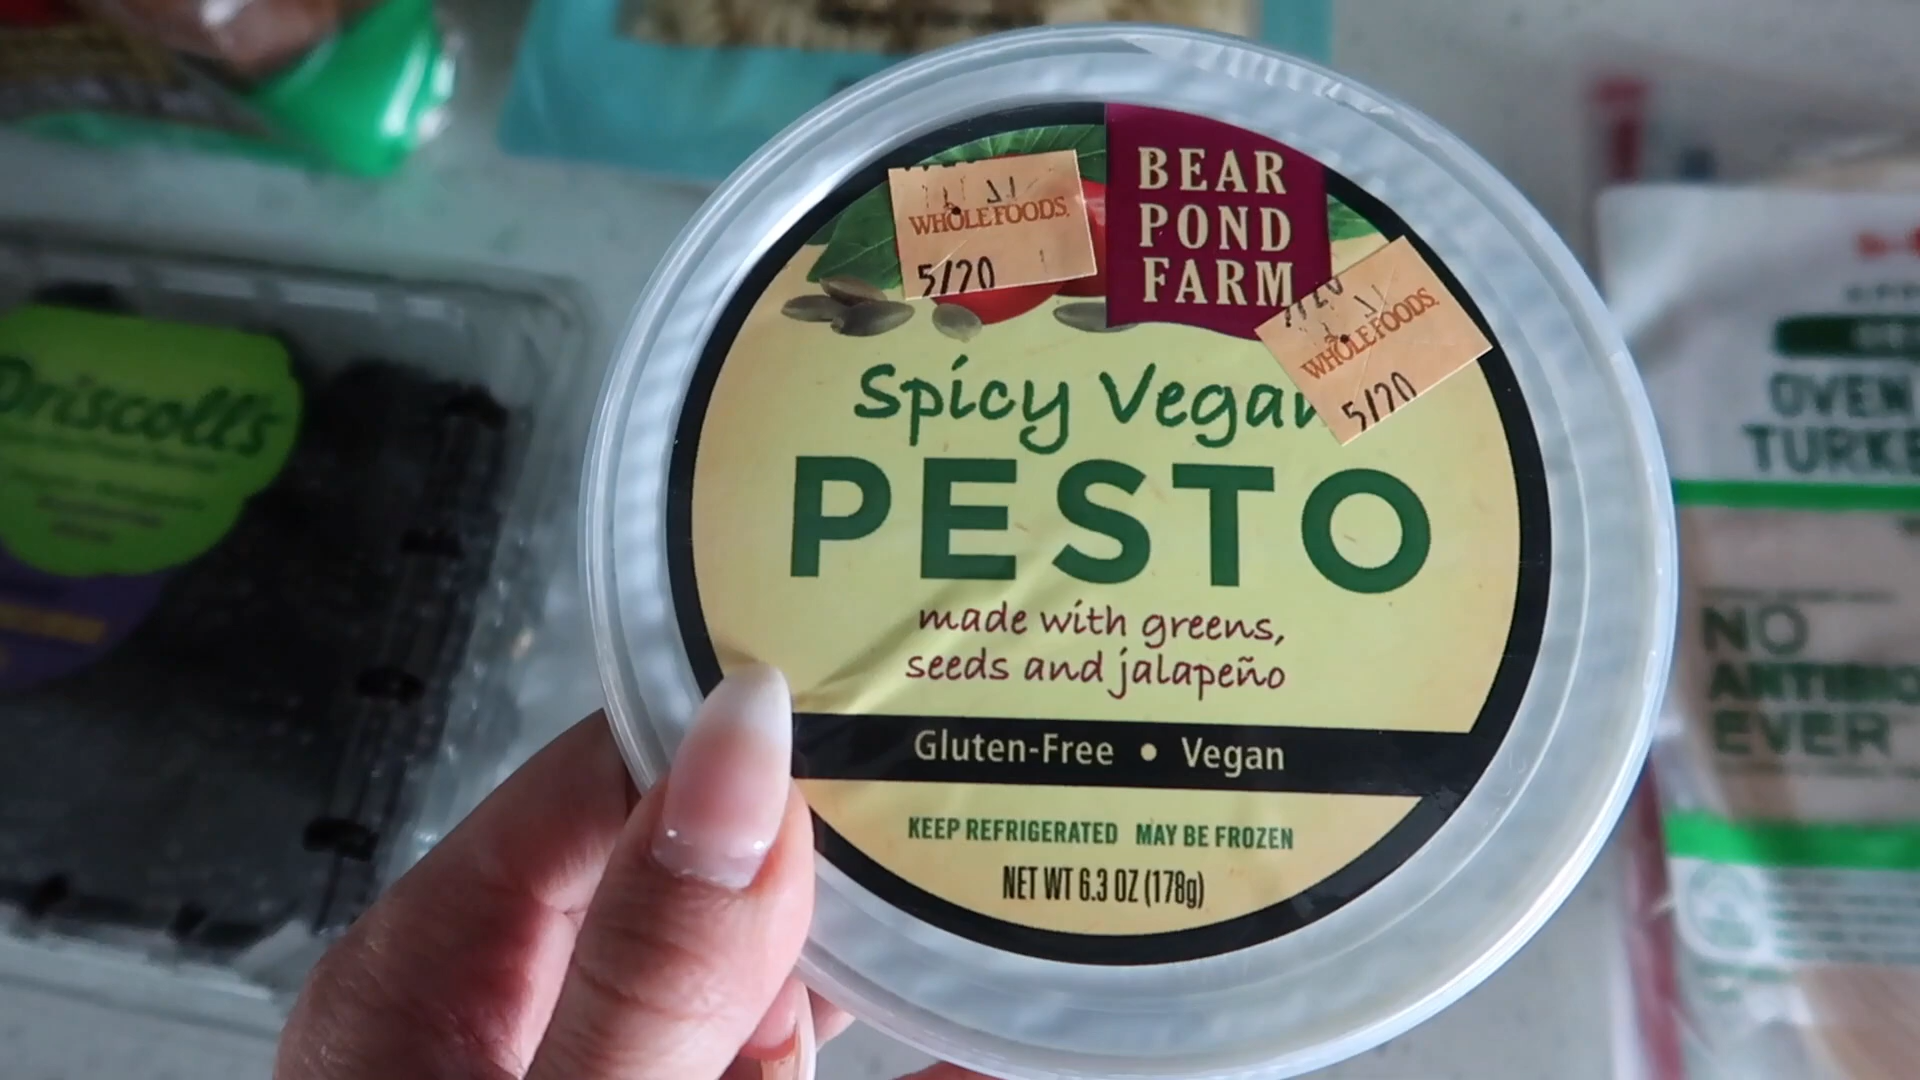 BEAR
POND
FARM
WHOLE FOODS
5/20
WHOLE FOODS
5/20
Spicy Vegan
PESTO
made with greens,
seeds and jalapeño
Gluten-Free • Vegan
KEEP REFRIGERATED MAY BE FROZEN
NET WT 6.3 OZ (178g)
Driscoll's
OVEN
TURKE
NO
ANTIBIO
EVER